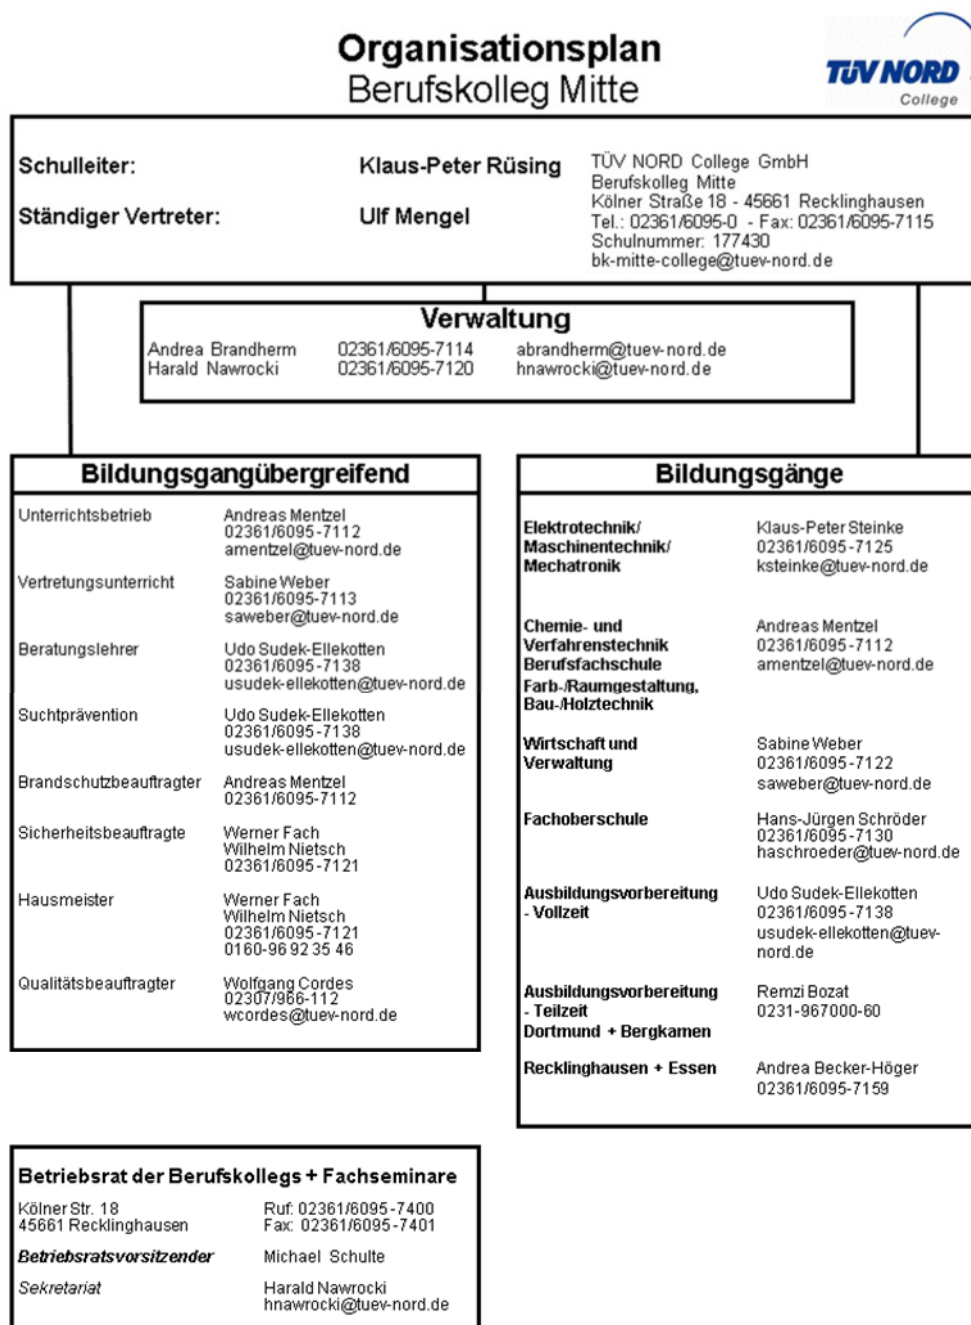 Organisationsplan
Berufskolleg Mitte
TÜV NORD
College
Schulleiter: Klaus-Peter Rüsing
Ständiger Vertreter: Ulf Mengel
TÜV NORD College GmbH
Berufskolleg Mitte
Kölner Straße 18 - 45661 Recklinghausen
Tel.: 02361/6095-0 - Fax: 02361/6095-7115
Schulnummer: 177430
bk-mitte-college@tuev-nord.de
Verwaltung
Andrea Brandherm 02361/6095-7114 abrandherm@tuev-nord.de
Harald Nawrocki 02361/6095-7120 hnawrocki@tuev-nord.de
Bildungsgangübergreifend
Unterrichtsbetrieb Andreas Mentzel
02361/6095-7112
amentzel@tuev-nord.de
Vertretungsunterricht Sabine Weber
02361/6095-7113
saweber@tuev-nord.de
Beratungslehrer Udo Sudek-Ellekotten
02361/6095-7138
usudek-ellekotten@tuev-nord.de
Suchtprävention Udo Sudek-Ellekotten
02361/6095-7138
usudek-ellekotten@tuev-nord.de
Brandschutzbeauftragter Andreas Mentzel
02361/6095-7112
Sicherheitsbeauftragte Werner Fach
Wilhelm Nietsch
02361/6095-7121
Hausmeister Werner Fach
Wilhelm Nietsch
02361/6095-7121
0160-96 92 35 46
Qualitätsbeauftragter Wolfgang Cordes
02307/966-112
wcordes@tuev-nord.de
Bildungsgänge
Elektrotechnik/ Klaus-Peter Steinke
Maschinentechnik/ 02361/6095-7125
Mechatronik ksteinke@tuev-nord.de
Chemie- und Andreas Mentzel
Verfahrenstechnik 02361/6095-7112
Berufsfachschule amentzel@tuev-nord.de
Farb-/Raumgestaltung,
Bau-/Holztechnik
Wirtschaft und Sabine Weber
Verwaltung 02361/6095-7122
saweber@tuev-nord.de
Fachoberschule Hans-Jürgen Schröder
02361/6095-7130
haschroeder@tuev-nord.de
Ausbildungsvorbereitung Udo Sudek-Ellekotten
- Vollzeit 02361/6095-7138
usudek-ellekotten@tuev-
nord.de
Ausbildungsvorbereitung Remzi Bozat
- Teilzeit 0231-967000-60
Dortmund + Bergkamen
Recklinghausen + Essen Andrea Becker-Höger
02361/6095-7159
Betriebsrat der Berufskollegs + Fachseminare
Kölner Str. 18 Ruf: 02361/6095-7400
45661 Recklinghausen Fax: 02361/6095-7401
Betriebsratsvorsitzender Michael Schulte
Sekretariat Harald Nawrocki
hnawrocki@tuev-nord.de